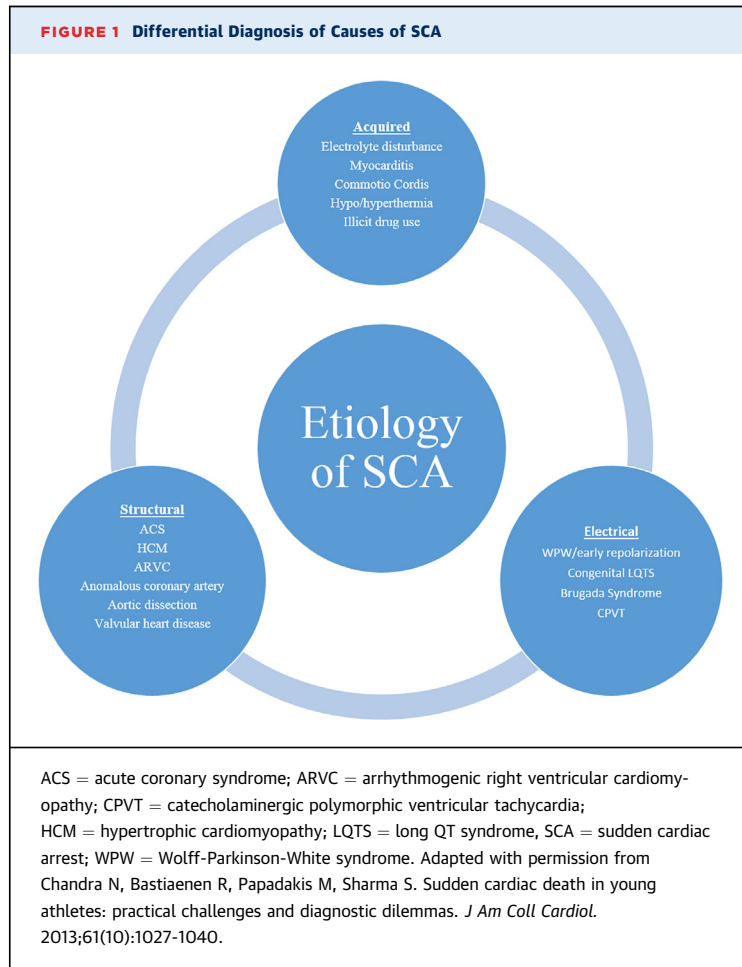 FIGURE 1 Differential Diagnosis of Causes of SCA
Acquired
Electrolyte disturbance
Myocarditis
Commotio Cordis
Hypo/hyperthermia
Illicit drug use
Etiology
of SCA
Structural
ACS
HCM
ARVC
Anomalous coronary artery
Aortic dissection
Valvular heart disease
Electrical
WPW/early repolarization
Congenital LQTS
Brugada Syndrome
CPVT
ACS = acute coronary syndrome; ARVC = arrhythmogenic right ventricular cardiomy-
opathy; CPVT = catecholaminergic polymorphic ventricular tachycardia;
HCM = hypertrophic cardiomyopathy; LQTS = long QT syndrome, SCA = sudden cardiac
arrest; WPW = Wolff-Parkinson-White syndrome. Adapted with permission from
Chandra N, Bastiaenen R, Papadakis M, Sharma S. Sudden cardiac death in young
athletes: practical challenges and diagnostic dilemmas. J Am Coll Cardiol.
2013;61(10):1027-1040.